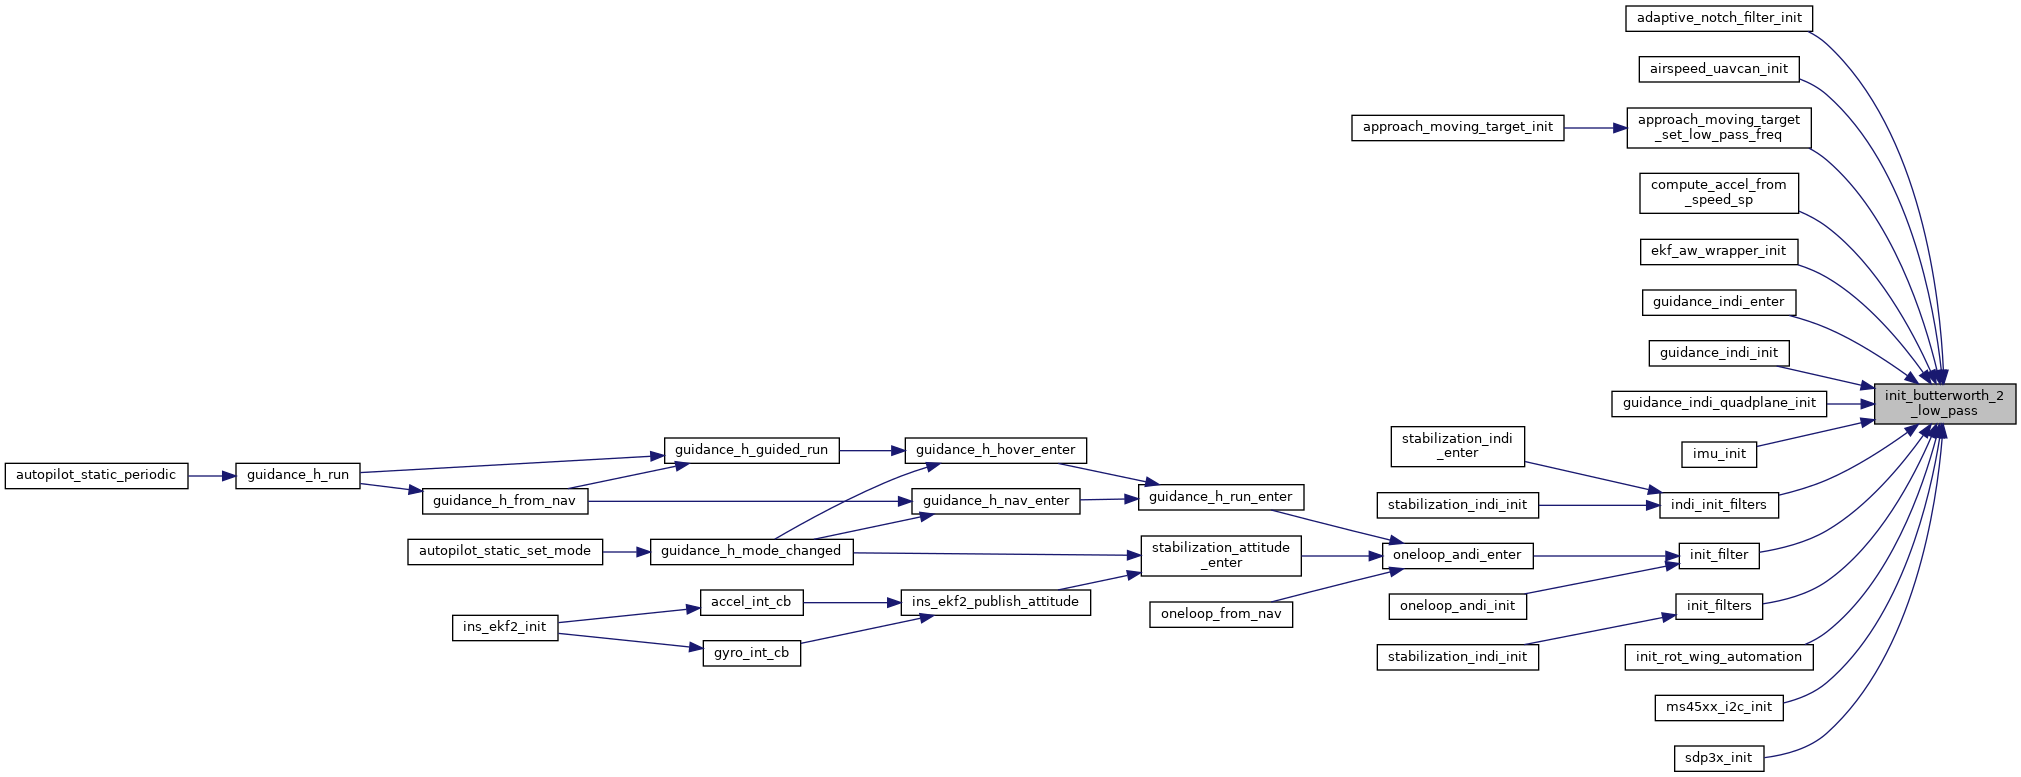 adaptive_notch_filter_init
airspeed_uavcan_init
approach_moving_target_init
approach_moving_target
_set_low_pass_freq
compute_accel_from
_speed_sp
ekf_aw_wrapper_init
guidance_indi_enter
guidance_indi_init
init_butterworth_2
_low_pass
guidance_indi_quadplane_init
imu_init
stabilization_indi
_enter
stabilization_indi_init
indi_init_filters
autopilot_static_periodic
guidance_h_run
guidance_h_guided_run
guidance_h_hover_enter
guidance_h_from_nav
guidance_h_nav_enter
guidance_h_run_enter
autopilot_static_set_mode
guidance_h_mode_changed
stabilization_attitude
_enter
oneloop_andi_enter
init_filter
ins_ekf2_init
accel_int_cb
gyro_int_cb
ins_ekf2_publish_attitude
oneloop_from_nav
oneloop_andi_init
init_filters
stabilization_indi_init
init_rot_wing_automation
ms45xx_i2c_init
sdp3x_init